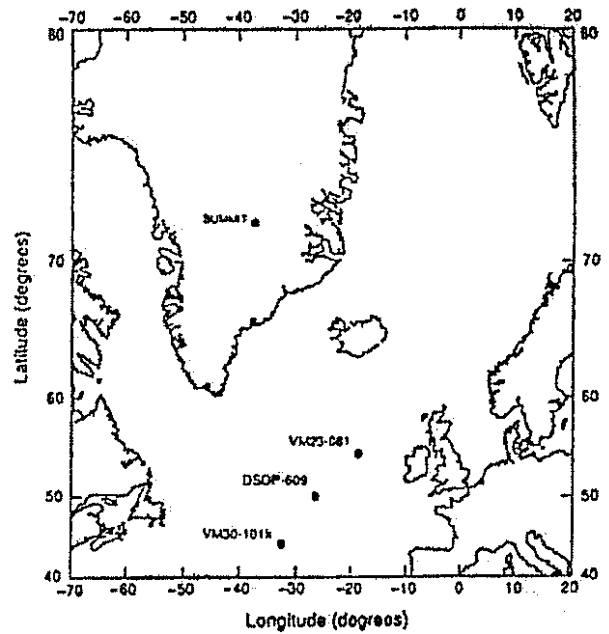 -70 -60 -50 -40 -30 -20 -10 0 10 20
80 80
SUMMIT
70 70
Latitude (degrees)
60 60
VM23-081
DSDP-609
50 50
VM30-101k
40 40
-70 -60 -50 -40 -30 -20 -10 0 10 20
Longitude (degrees)